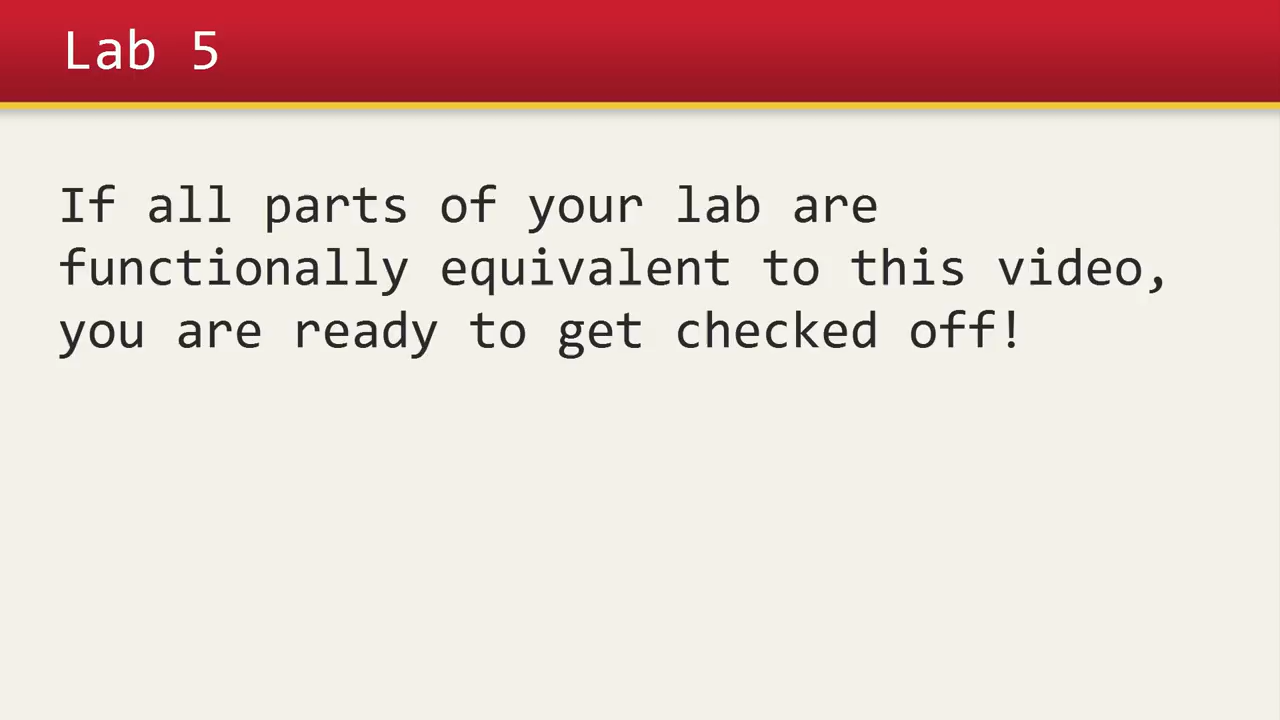 Lab 5
If all parts of your lab are
functionally equivalent to this video,
you are ready to get checked off!